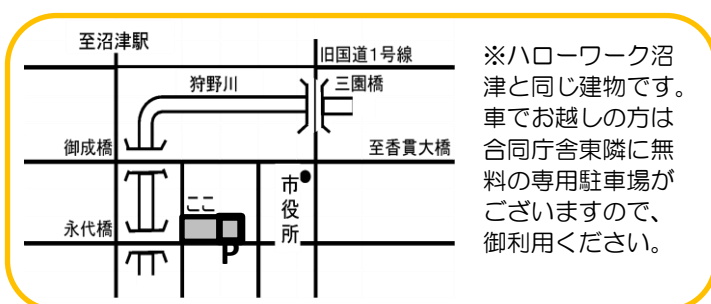 至沼津駅
旧国道1号線
狩野川
三園橋
御成橋
至香貫大橋
市役所
ここ
永代橋
P
※ハローワーク沼
津と同じ建物です。
車でお越しの方は
合同庁舎東隣に無
料の専用駐車場が
ございますので、
御利用ください。